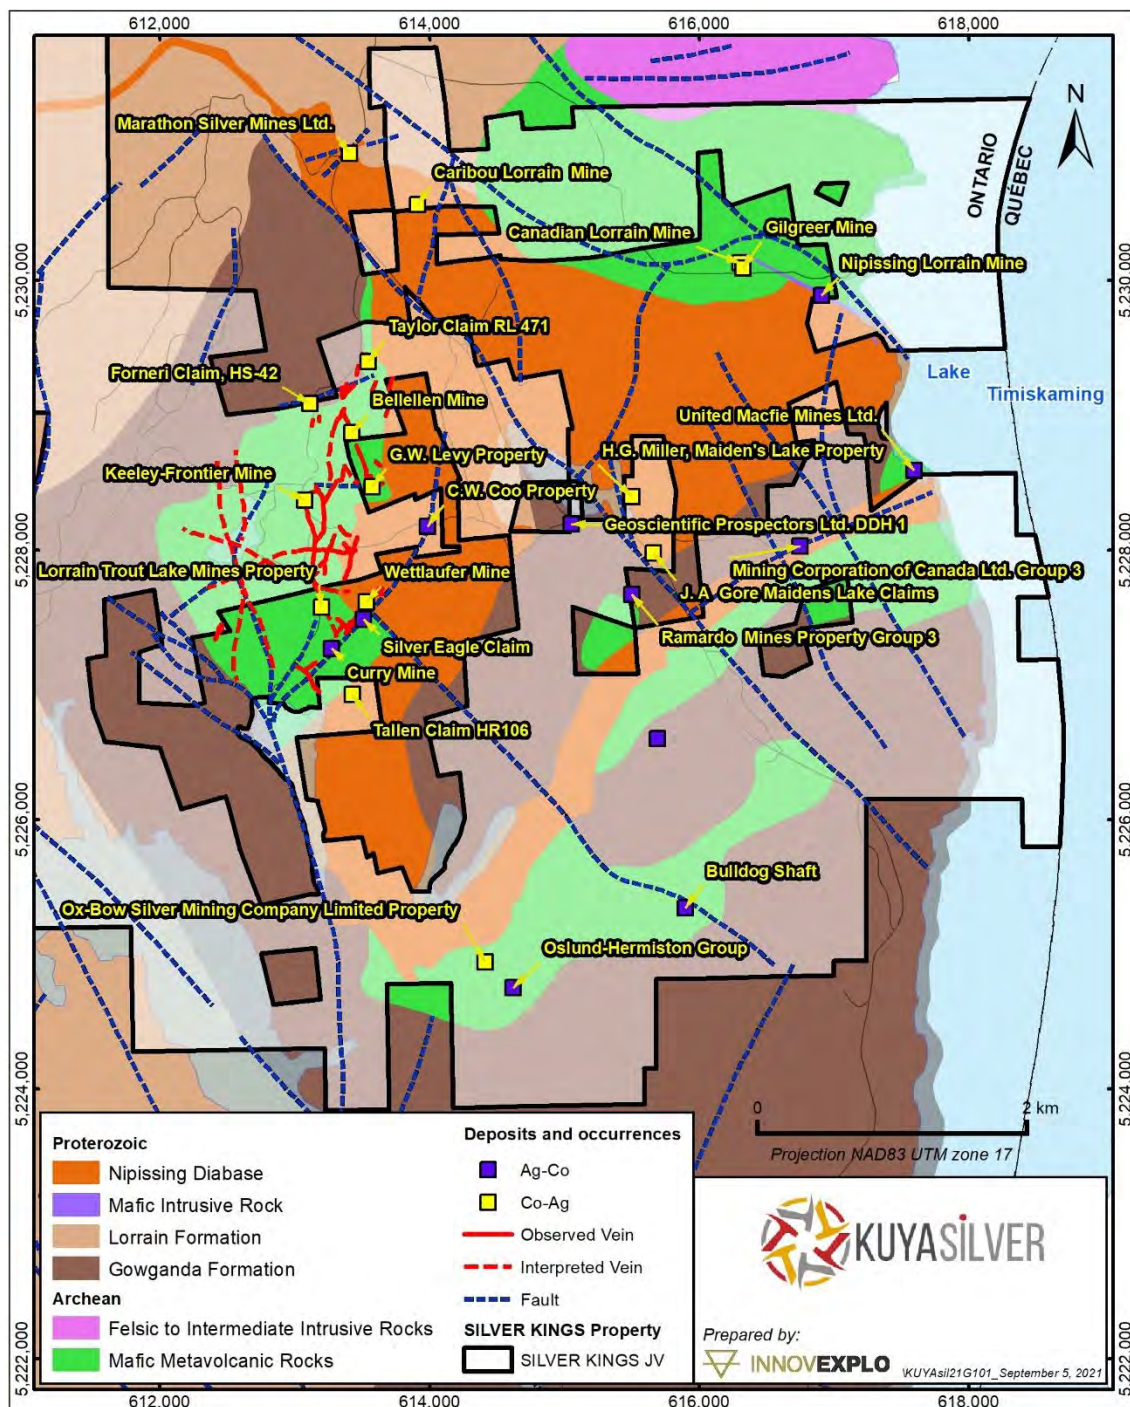 612,000 614,000 616,000 618,000
N
Marathon Silver Mines Ltd.
Caribou Lorrain Mine
ONTARIO
QUÉBEC
Canadian Lorrain Mine
Gilgreer Mine
Nipissing Lorrain Mine
5,230,000
5,230,000
Taylor Claim RL 471
Forneri Claim, HS-42
Lake
Timiskaming
Bellellen Mine
United Macfie Mines Ltd.
G.W. Levy Property
H.G. Miller, Maiden's Lake Property
Keeley-Frontier Mine
C.W. Coo Property
Geoscientific Prospectors Ltd. DDH 1
5,228,000
5,228,000
Lorrain Trout Lake Mines Property
Wettlaufer Mine
Mining Corporation of Canada Ltd. Group 3
J. A Gore Maidens Lake Claims
Ramardo Mines Property Group 3
Silver Eagle Claim
Curry Mine
Tallen Claim HR106
5,226,000
5,226,000
Bulldog Shaft
Ox-Bow Silver Mining Company Limited Property
Oslund-Hermiston Group
5,224,000
5,224,000
0 2 km
Projection NAD83 UTM zone 17
Proterozoic
Nipissing Diabase
Mafic Intrusive Rock
Lorrain Formation
Gowganda Formation
Archean
Felsic to Intermediate Intrusive Rocks
Mafic Metavolcanic Rocks
Deposits and occurrences
Ag-Co
Co-Ag
Observed Vein
Interpreted Vein
Fault
SILVER KINGS Property
SILVER KINGS JV
KUYASILVER
Prepared by:
INNOVEXPLO
\KUYAsil21G101_September 5, 2021
5,222,000
5,222,000
612,000 614,000 616,000 618,000